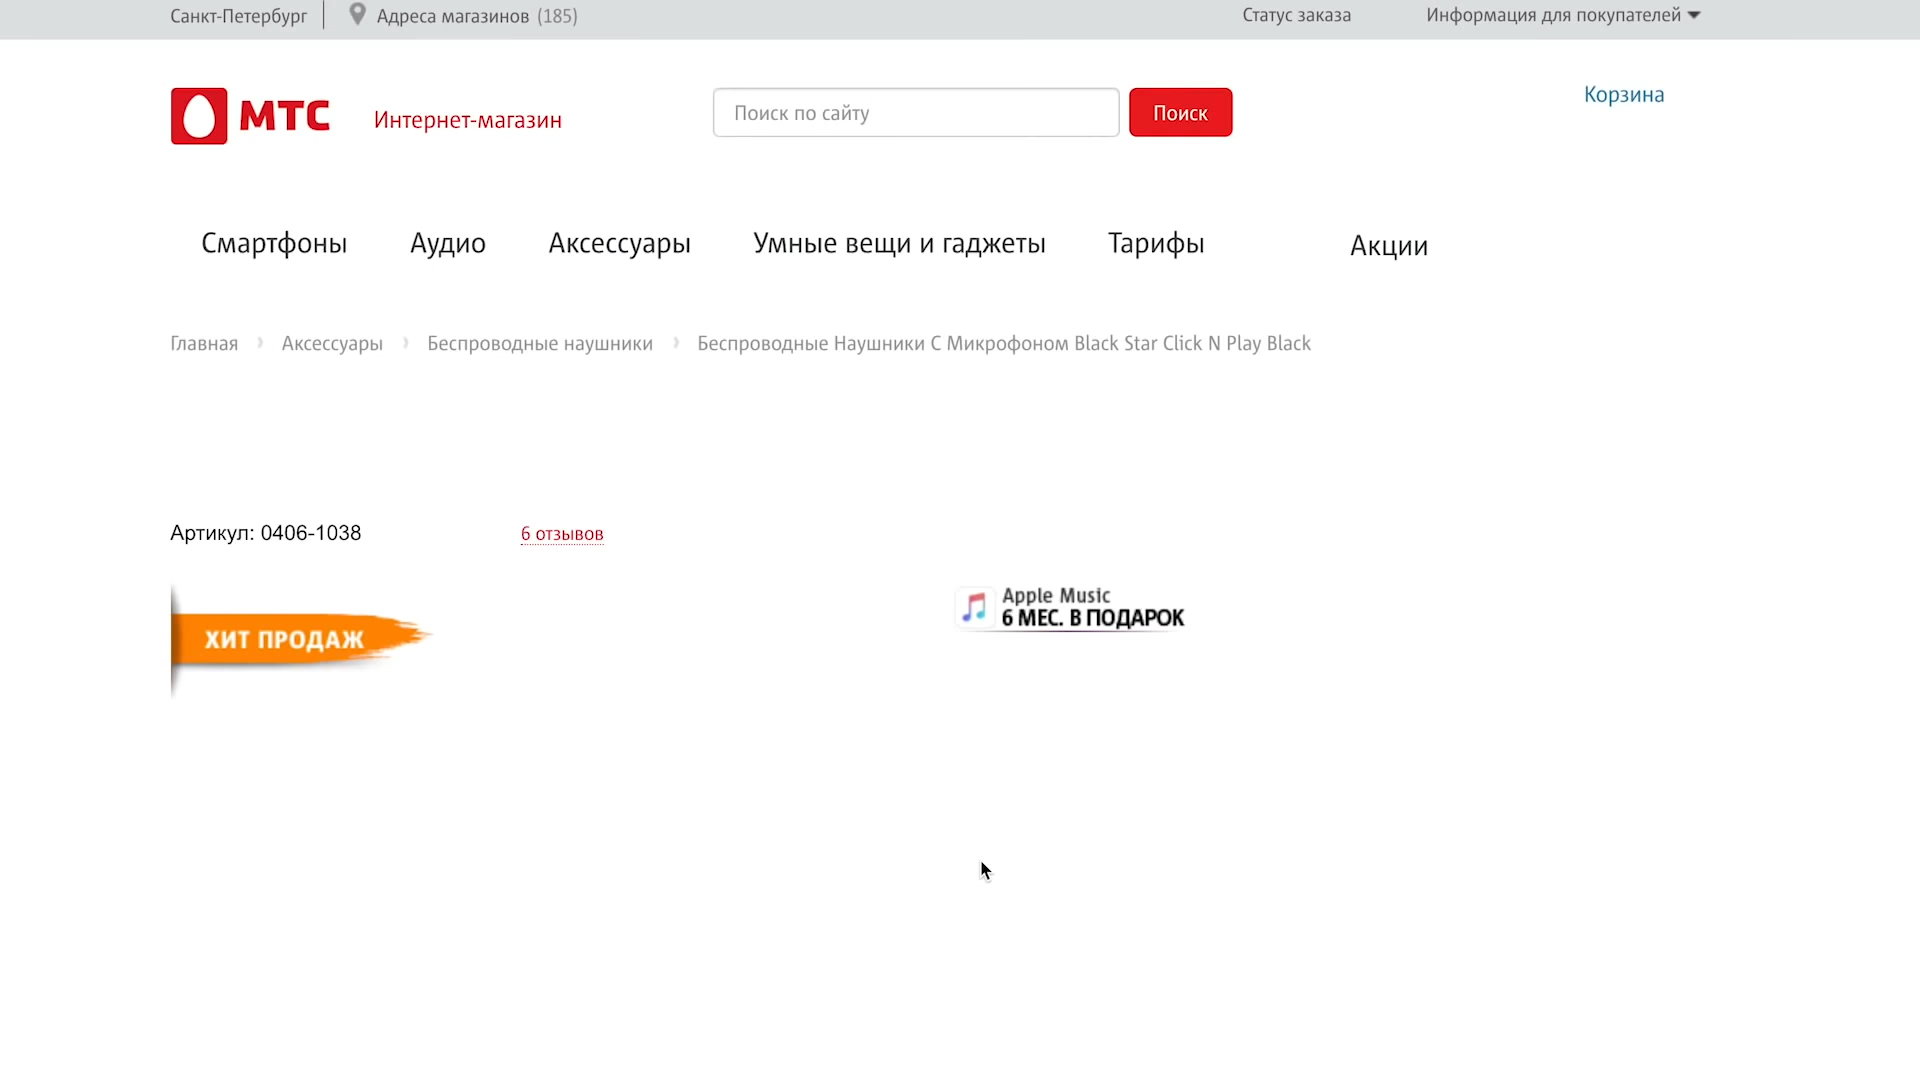 Санкт-Петербург
Адреса магазинов (185)
Статус заказа
Информация для покупателей
МТС
Интернет-магазин
Поиск по сайту
Поиск
Корзина
Смартфоны
Аудио
Аксессуары
Умные вещи и гаджеты
Тарифы
Акции
Главная
Аксессуары
Беспроводные наушники
Беспроводные Наушники С Микрофоном Black Star Click N Play Black
Артикул: 0406-1038
6 отзывов
ХИТ ПРОДАЖ
Apple Music
6 МЕС. В ПОДАРОК